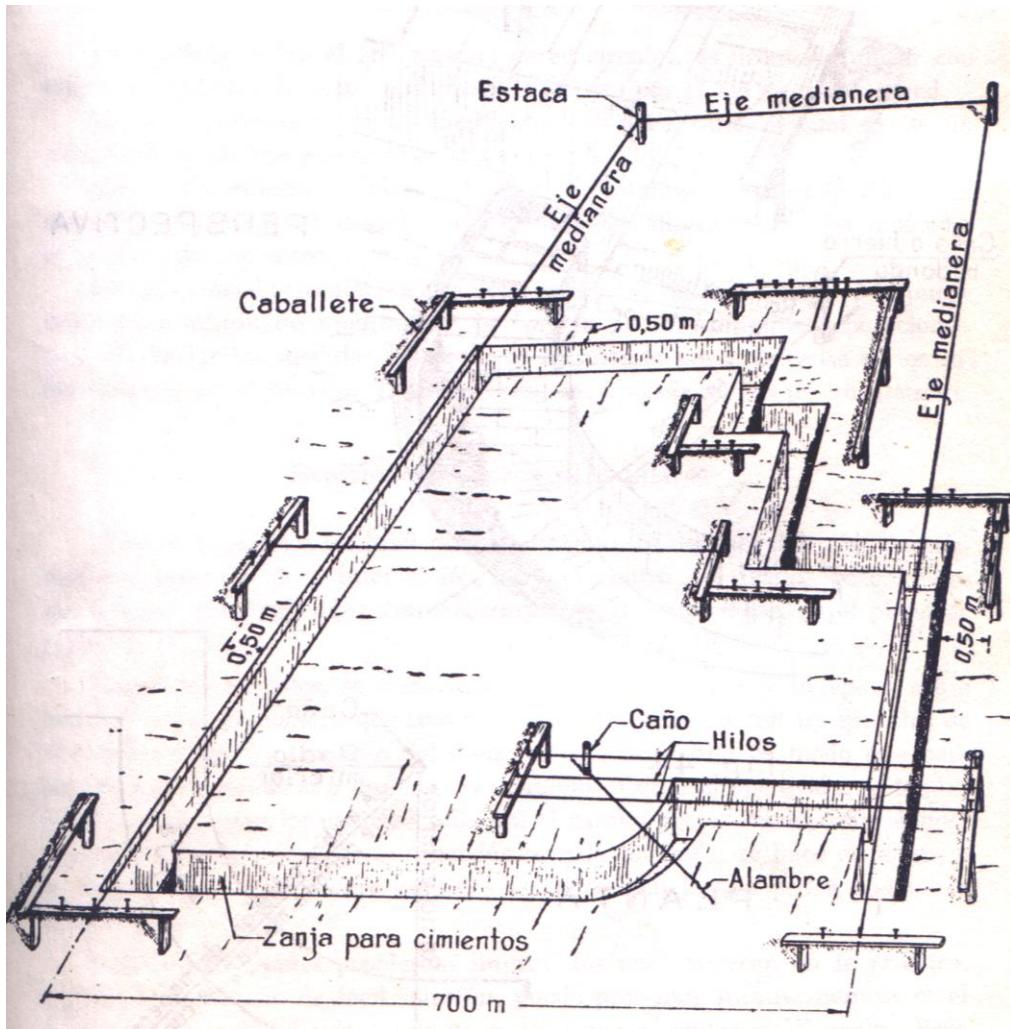 Estaca
Eje medianera
Eje
medianera
PERSPECTIVA
Caballete
0,50 m
Eje medianera
0,50 m
0,50 m
Caño
Hilos
Alambre
Zanja para cimientos
700 m